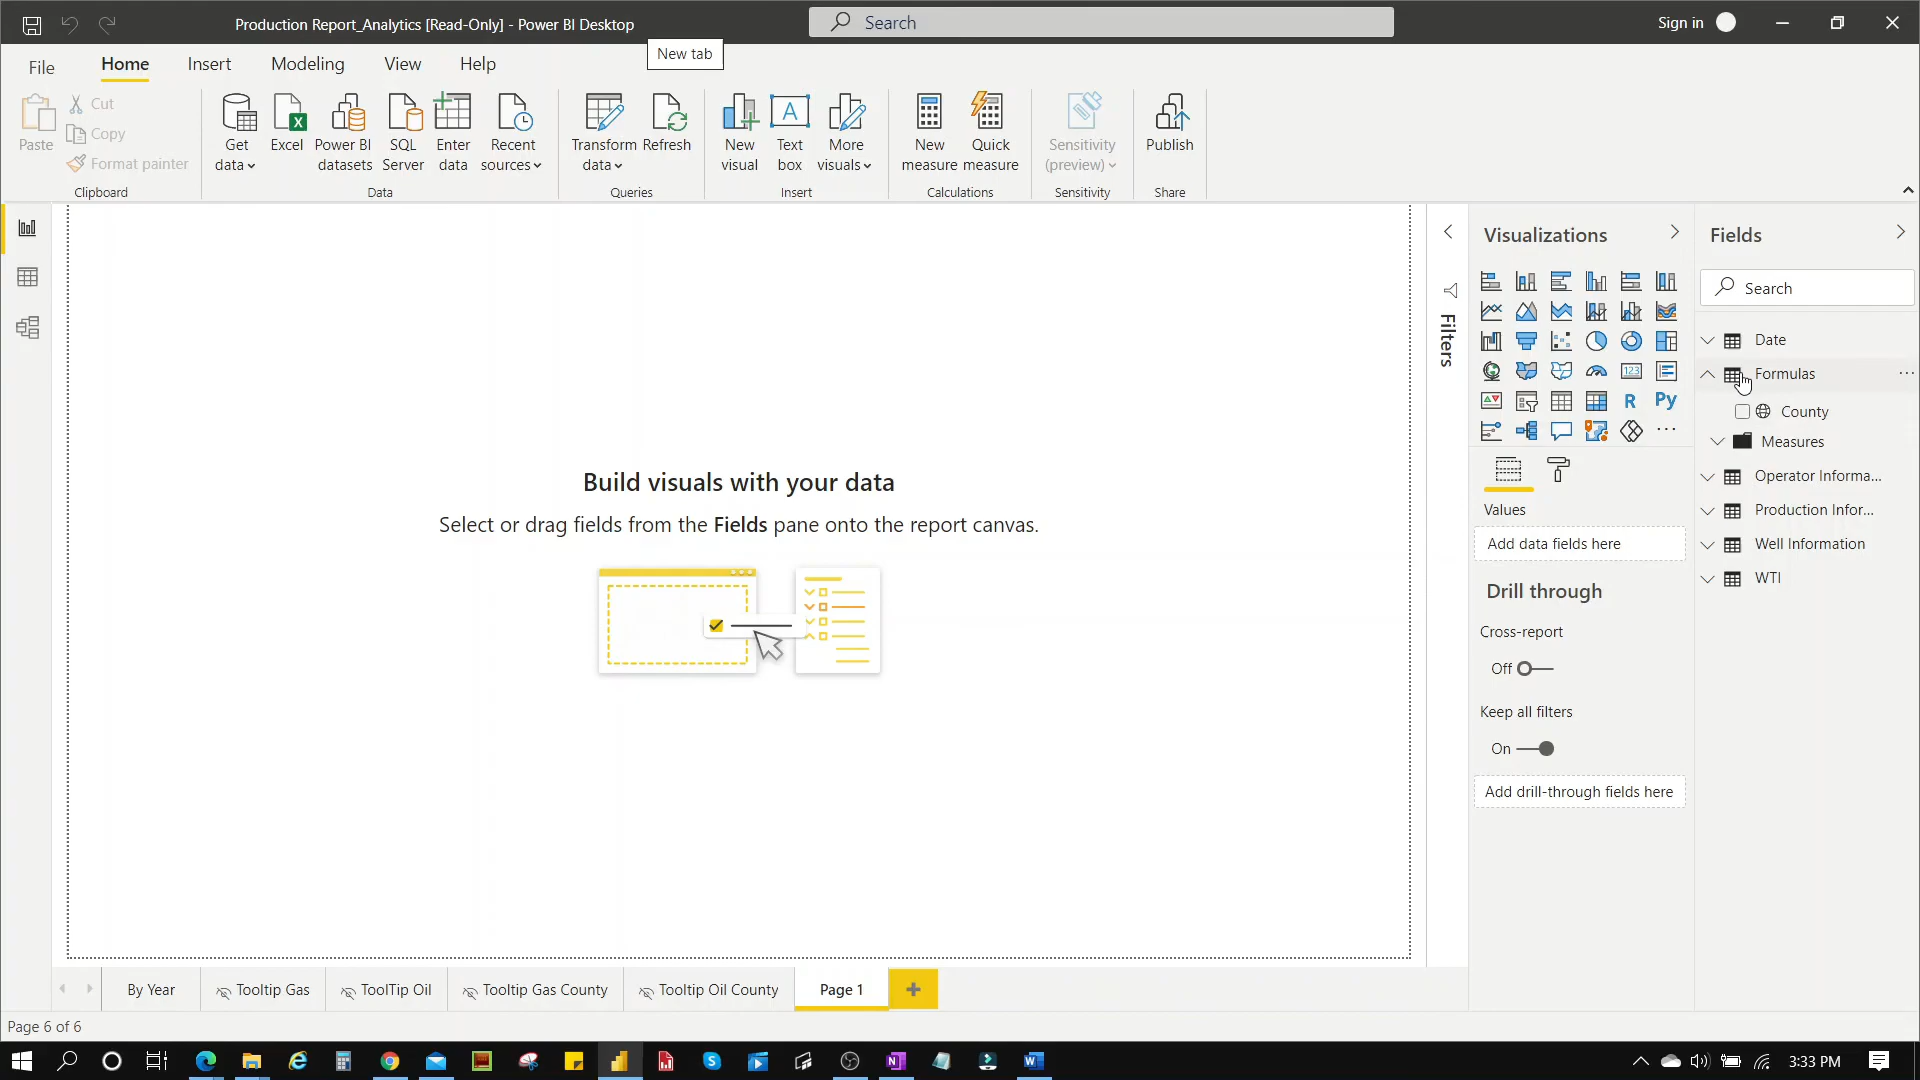 Production Report_Analytics [Read-Only] - Power BI Desktop
Search
Sign in
New tab
File
Home
Insert
Modeling
View
Help
Paste
Cut
Copy
Format painter
Clipboard
Get data
Excel
Power BI datasets
SQL Server
Enter data
Recent sources
Data
Transform data
Refresh
Queries
New visual
Text box
More visuals
Insert
New measure
Quick measure
Calculations
Sensitivity (preview)
Sensitivity
Publish
Share
Build visuals with your data
Select or drag fields from the Fields pane onto the report canvas.
Filters
Visualizations
123
R
Py
Values
Add data fields here
Drill through
Cross-report
Off
Keep all filters
On
Add drill-through fields here
Fields
Search
Date
Formulas
County
Measures
Operator Informa...
Production Infor...
Well Information
WTI
By Year
Tooltip Gas
ToolTip Oil
Tooltip Gas County
Tooltip Oil County
Page 1
Page 6 of 6
3:33 PM